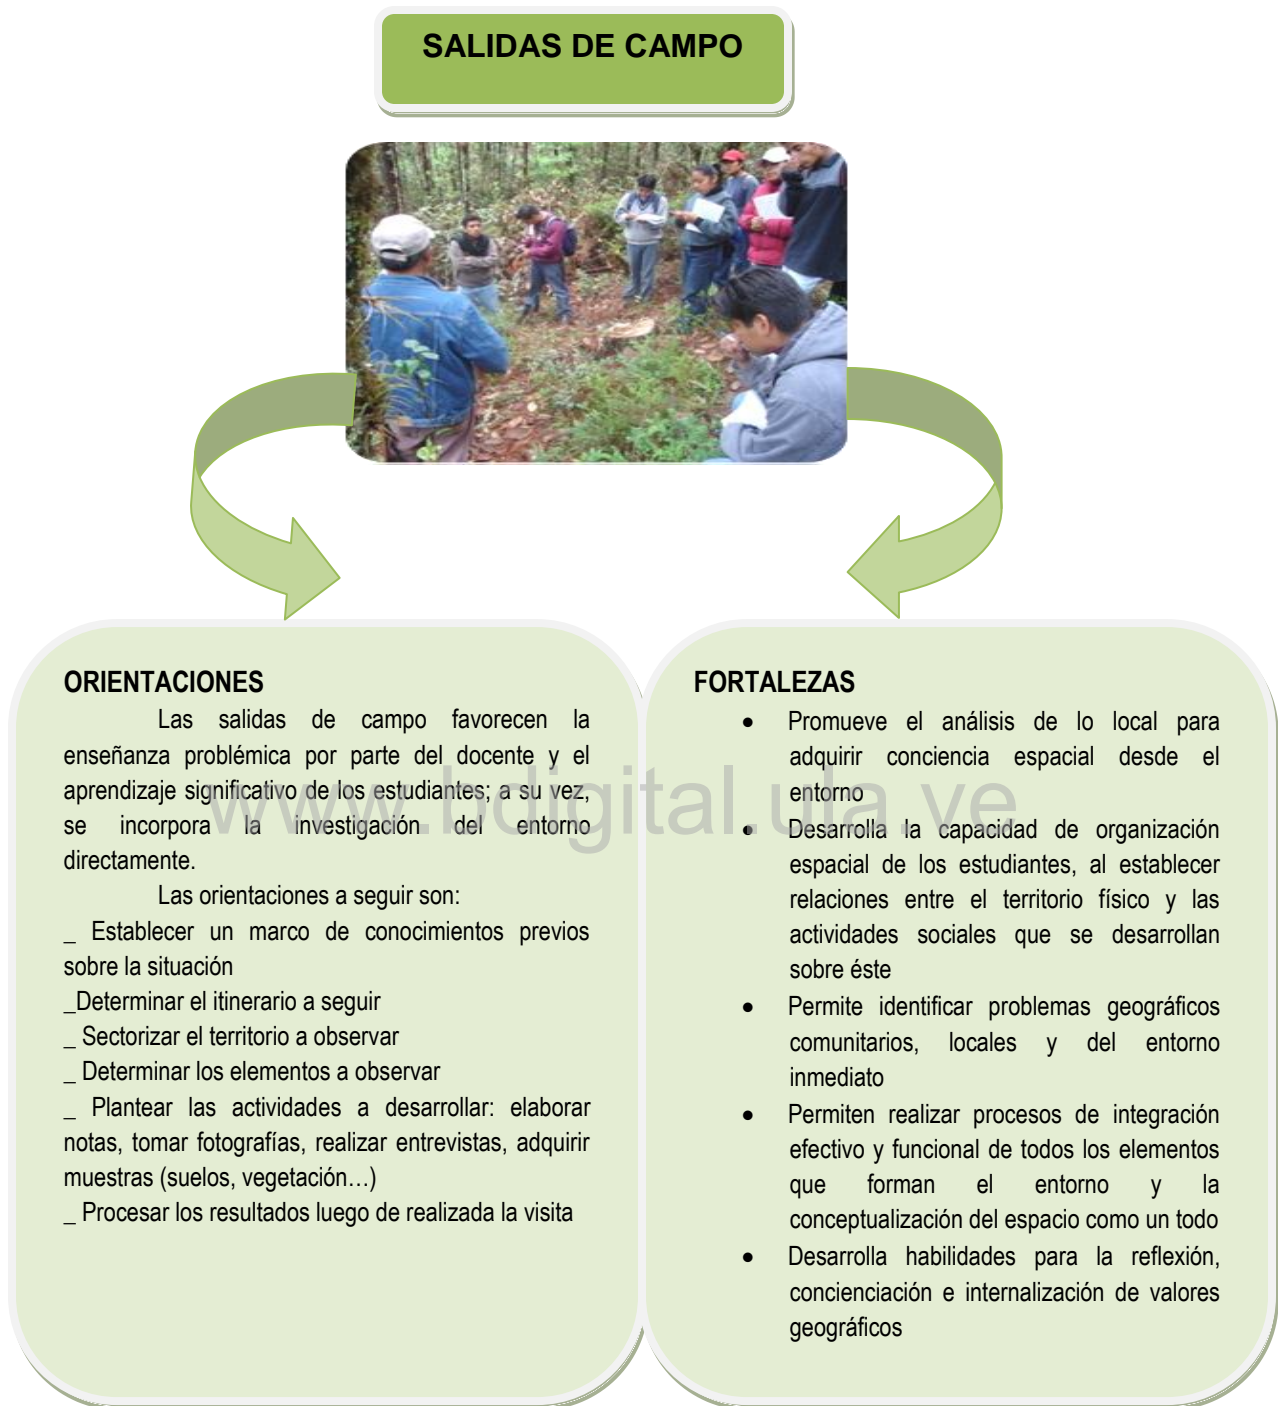 SALIDAS DE CAMPO
ORIENTACIONES
Las salidas de campo favorecen la
enseñanza problémica por parte del docente y el
aprendizaje significativo de los estudiantes; a su vez,
se incorpora la investigación del entorno
directamente.
Las orientaciones a seguir son:
_ Establecer un marco de conocimientos previos
sobre la situación
_Determinar el itinerario a seguir
_ Sectorizar el territorio a observar
_ Determinar los elementos a observar
_ Plantear las actividades a desarrollar: elaborar
notas, tomar fotografías, realizar entrevistas, adquirir
muestras (suelos, vegetación…)
_ Procesar los resultados luego de realizada la visita
FORTALEZAS
• Promueve el análisis de lo local para
adquirir conciencia espacial desde el
entorno
• Desarrolla la capacidad de organización
espacial de los estudiantes, al establecer
relaciones entre el territorio físico y las
actividades sociales que se desarrollan
sobre éste
• Permite identificar problemas geográficos
comunitarios, locales y del entorno
inmediato
• Permiten realizar procesos de integración
efectivo y funcional de todos los elementos
que forman el entorno y la
conceptualización del espacio como un todo
• Desarrolla habilidades para la reflexión,
concienciación e internalización de valores
geográficos
www.bdigital.ula.ve